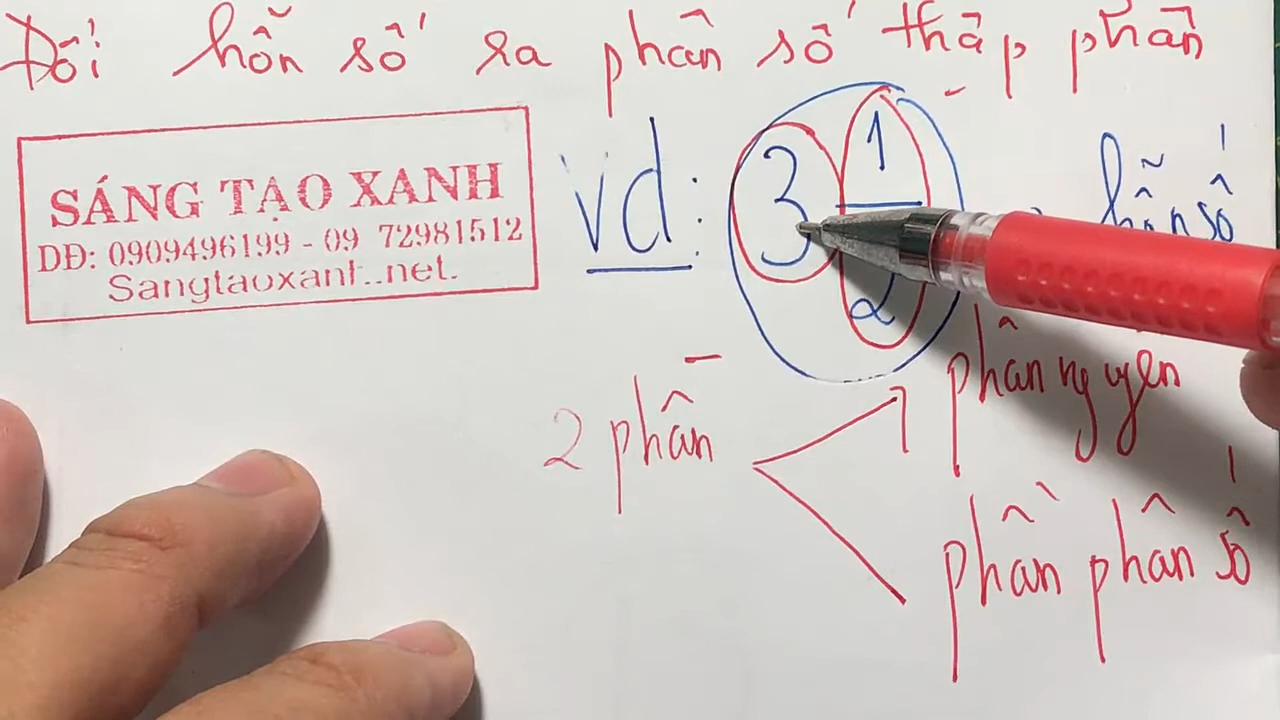 Đổi hỗn số ra phân số thập phân
SÁNG TẠO XANH
DĐ: 0909496199 - 09 72981512
Sangtaoxanh..net.
vd: 3 1/2
hỗn số
2 phần
phần nguyên
phần phân số